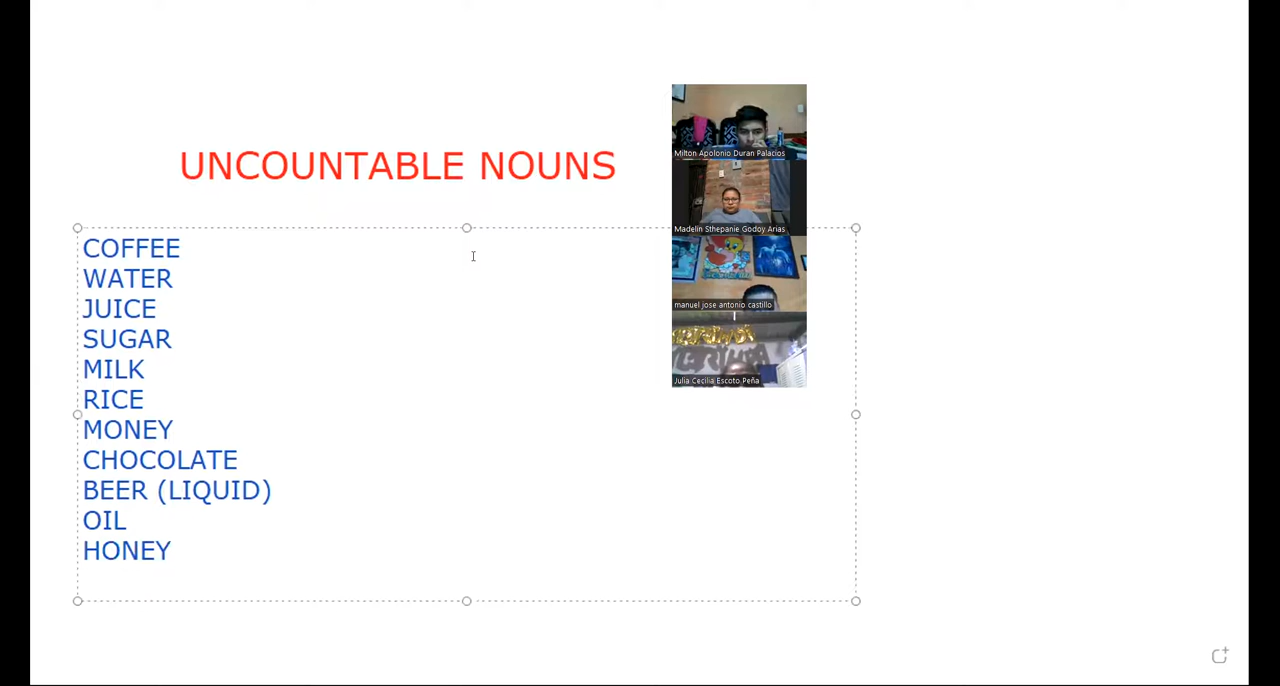 UNCOUNTABLE NOUNS
COFFEE
WATER
JUICE
SUGAR
MILK
RICE
MONEY
CHOCOLATE
BEER (LIQUID)
OIL
HONEY
Milton Apolonio Duran Palacios
Madelin Sthepanie Godoy Arias
manuel jose antonio castillo
Julia Cecilia Escoto Peña